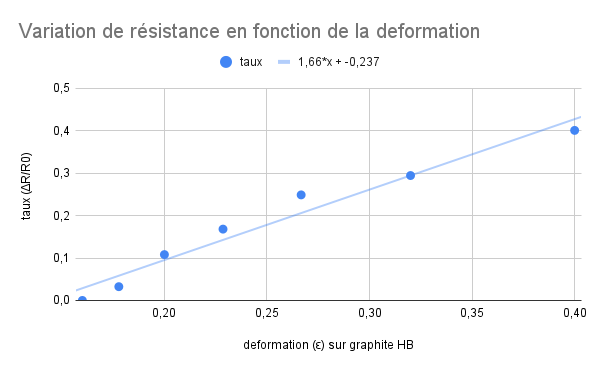 Variation de résistance en fonction de la deformation
taux 1,66*x + -0,237
0,5
0,4
0,3
0,2
0,1
0,0
taux (ΔR/R0)
0,20 0,25 0,30 0,35 0,40
deformation (ε) sur graphite HB